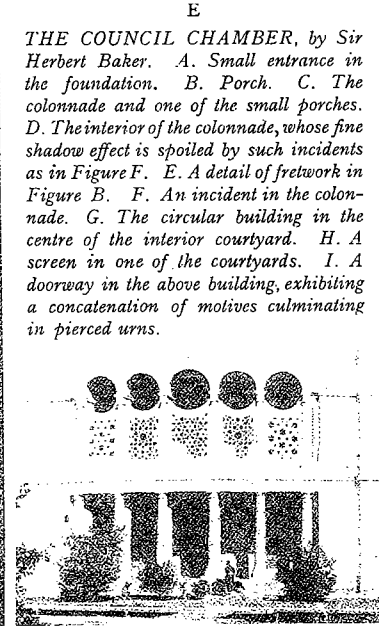 E
THE COUNCIL CHAMBER, by Sir
Herbert Baker. A. Small entrance in
the foundation. B. Porch. C. The
colonnade and one of the small porches.
D. The interior of the colonnade, whose fine
shadow effect is spoiled by such incidents
as in Figure F. E. A detail of fretwork in
Figure B. F. An incident in the colon-
nade. G. The circular building in the
centre of the interior courtyard. H. A
screen in one of the courtyards. I. A
doorway in the above building, exhibiting
a concatenation of motives culminating
in pierced urns.